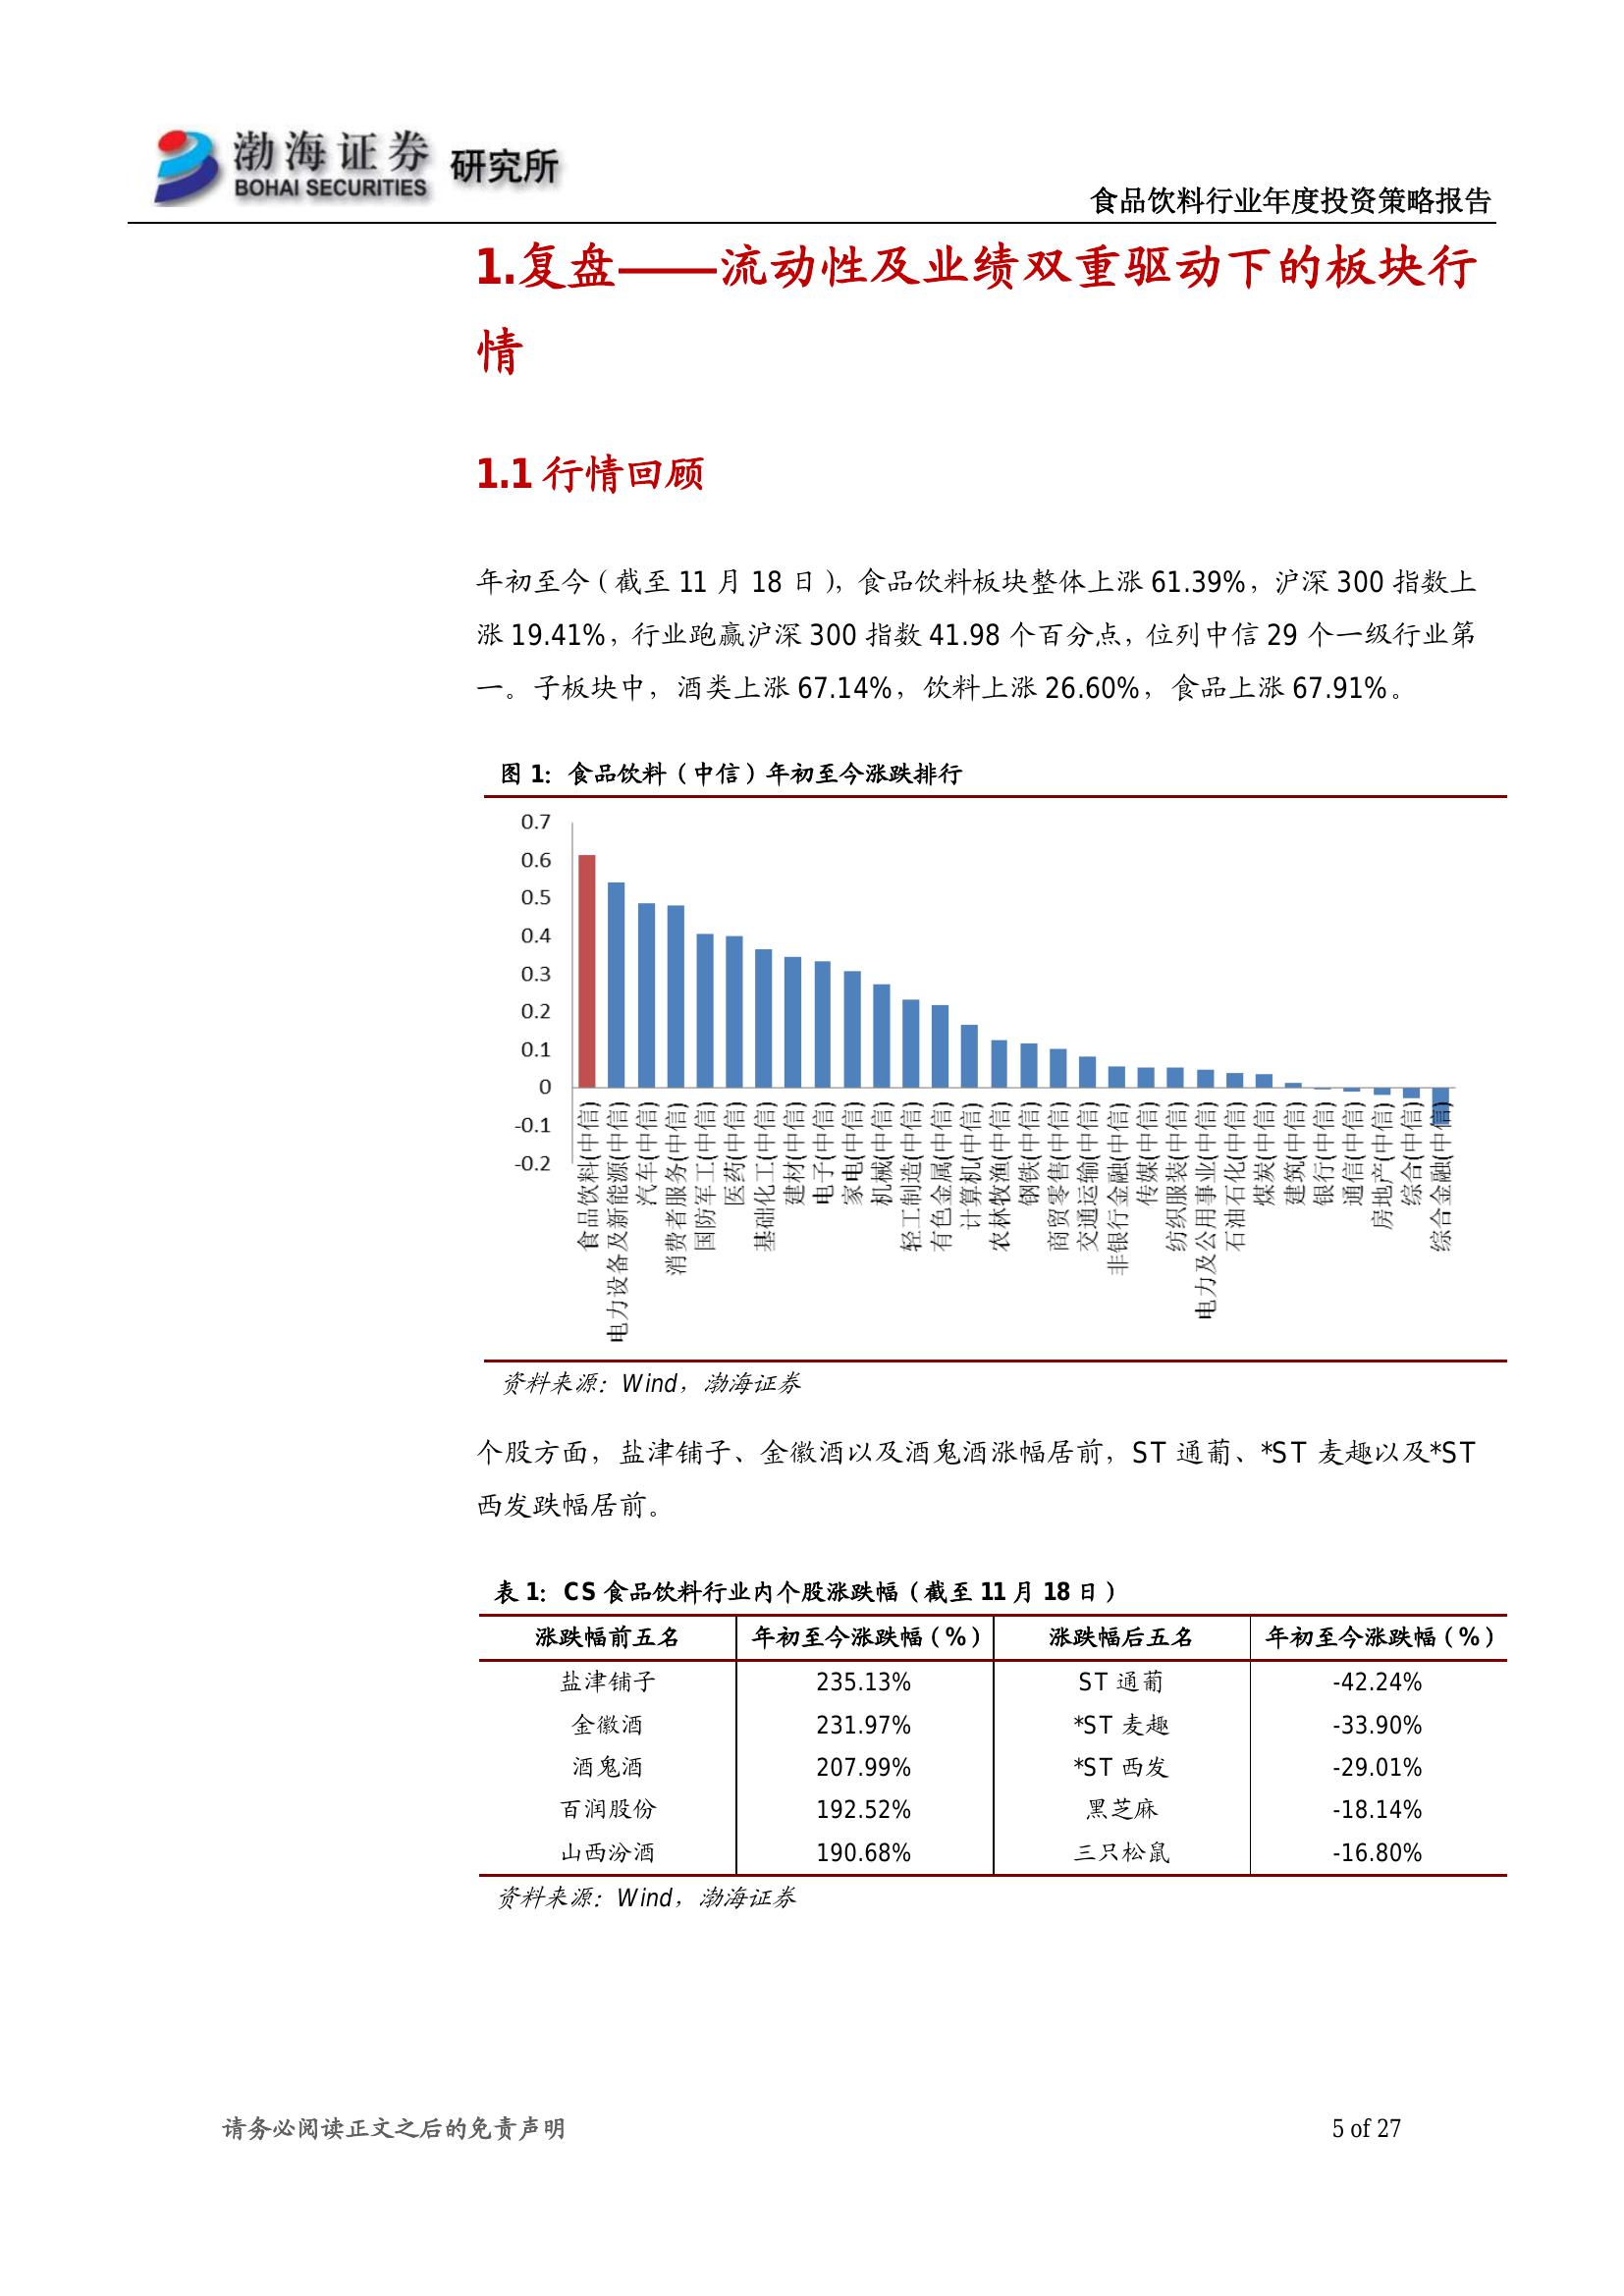 渤海证券
BOHAI SECURITIES
研究所
食品饮料行业年度投资策略报告
1.复盘——流动性及业绩双重驱动下的板块行
情
1.1 行情回顾
年初至今（截至 11 月 18 日），食品饮料板块整体上涨 61.39%，沪深 300 指数上
涨 19.41%，行业跑赢沪深 300 指数 41.98 个百分点，位列中信 29 个一级行业第
一。子板块中，酒类上涨 67.14%，饮料上涨 26.60%，食品上涨 67.91%。
图 1：食品饮料（中信）年初至今涨跌排行
0.7
0.6
0.5
0.4
0.3
0.2
0.1
0
-0.1
-0.2
食品饮料(中信)
电力设备及新能源(中信)
汽车(中信)
消费者服务(中信)
国防军工(中信)
医药(中信)
基础化工(中信)
建材(中信)
电子(中信)
家电(中信)
机械(中信)
轻工制造(中信)
有色金属(中信)
计算机(中信)
农林牧渔(中信)
钢铁(中信)
商贸零售(中信)
交通运输(中信)
非银行金融(中信)
传媒(中信)
纺织服装(中信)
电力及公用事业(中信)
石油石化(中信)
煤炭(中信)
建筑(中信)
银行(中信)
通信(中信)
房地产(中信)
综合(中信)
综合金融(中信)
资料来源：Wind，渤海证券
个股方面，盐津铺子、金徽酒以及酒鬼酒涨幅居前，ST 通葡、*ST 麦趣以及*ST
西发跌幅居前。
表 1：CS 食品饮料行业内个股涨跌幅（截至 11 月 18 日）
涨跌幅前五名 年初至今涨跌幅（%） 涨跌幅后五名 年初至今涨跌幅（%）
盐津铺子 235.13% ST 通葡 -42.24%
金徽酒 231.97% *ST 麦趣 -33.90%
酒鬼酒 207.99% *ST 西发 -29.01%
百润股份 192.52% 黑芝麻 -18.14%
山西汾酒 190.68% 三只松鼠 -16.80%
资料来源：Wind，渤海证券
请务必阅读正文之后的免责声明 5 of 27